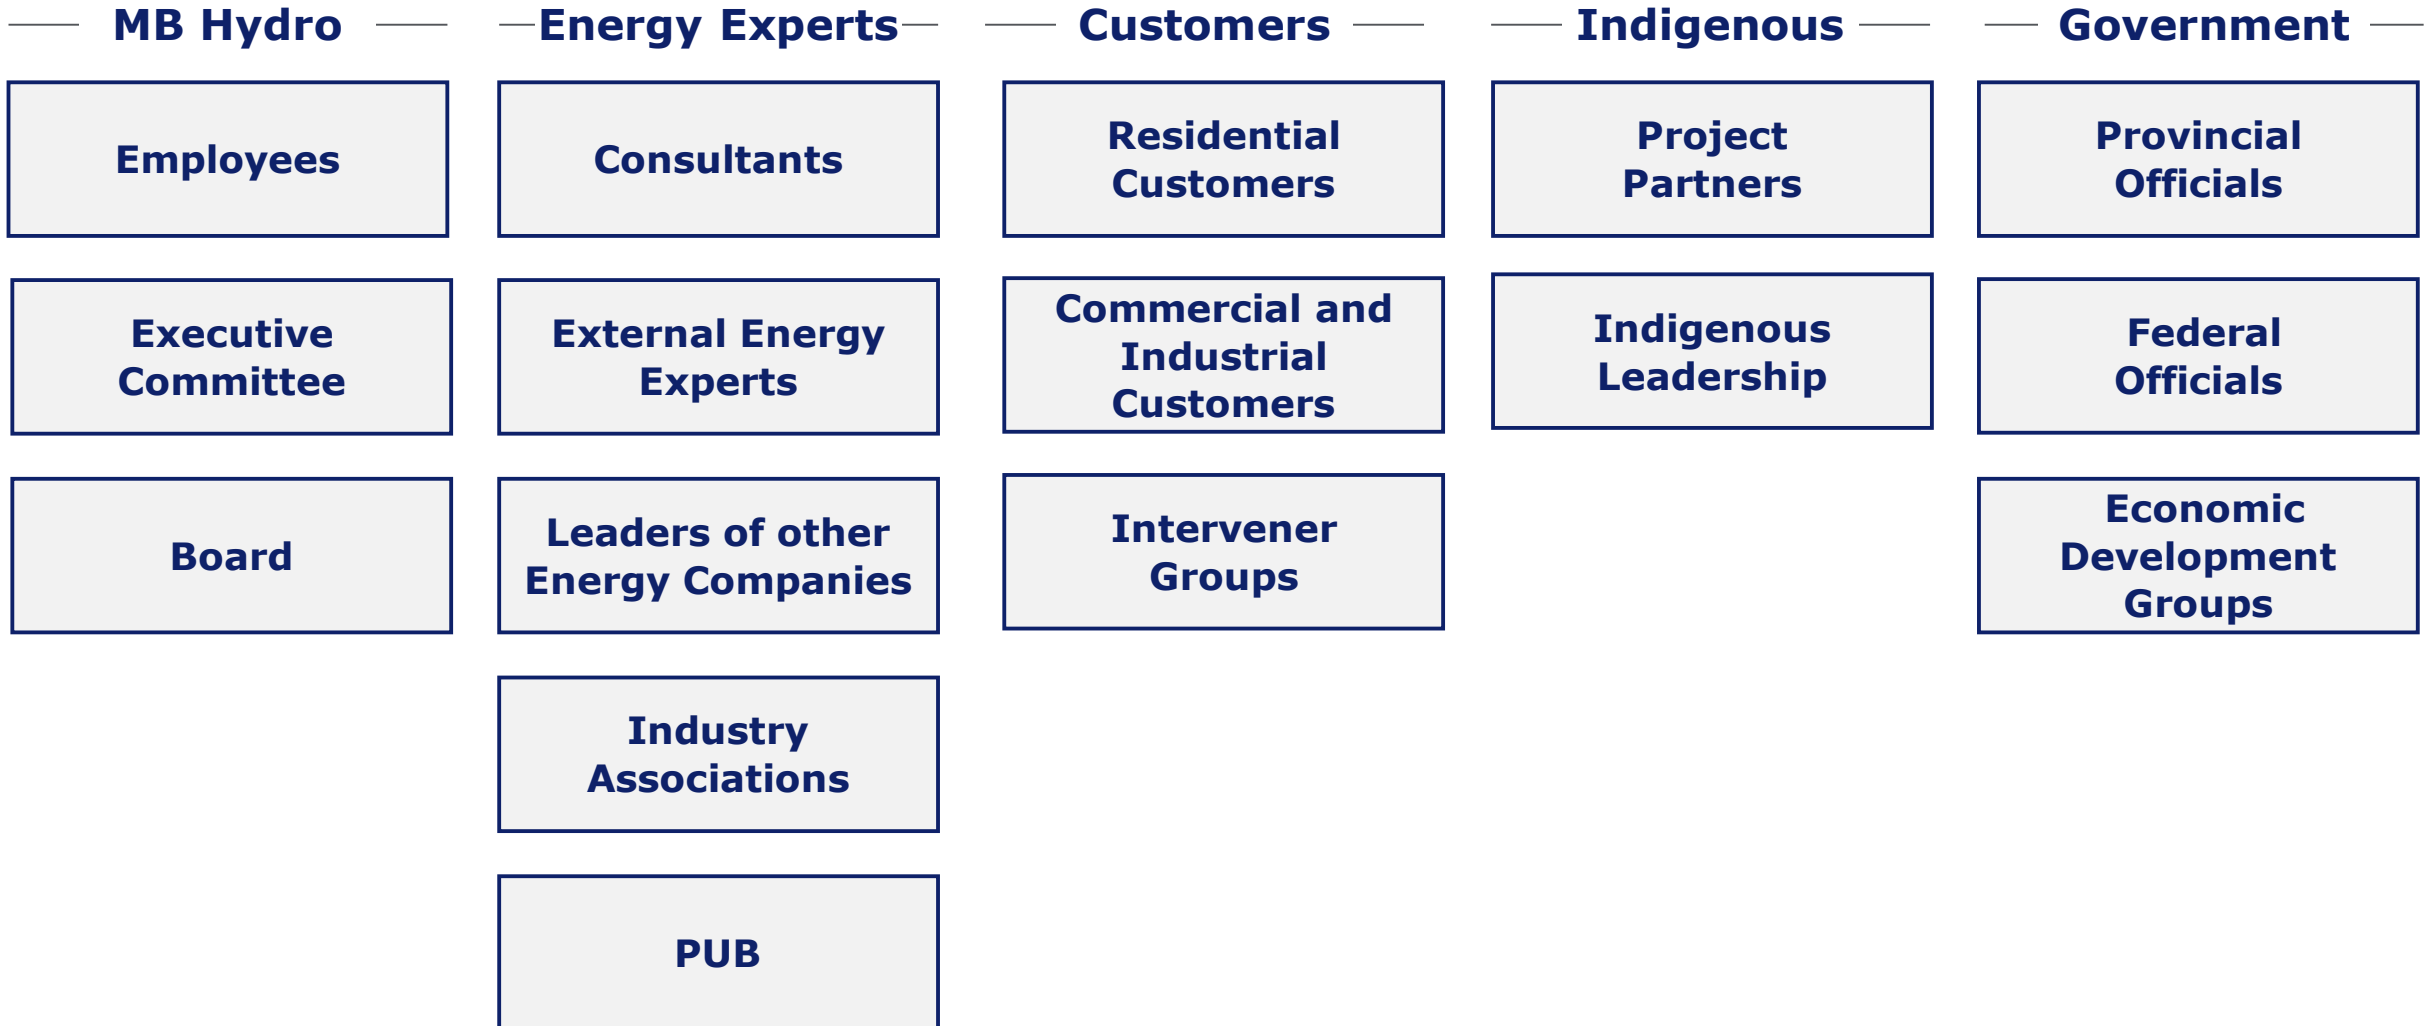 MB Hydro
Employees
Executive
Committee
Board
Energy Experts
Consultants
External Energy
Experts
Leaders of other
Energy Companies
Industry
Associations
PUB
Customers
Residential
Customers
Commercial and
Industrial
Customers
Intervener
Groups
Indigenous
Project
Partners
Indigenous
Leadership
Government
Provincial
Officials
Federal
Officials
Economic
Development
Groups